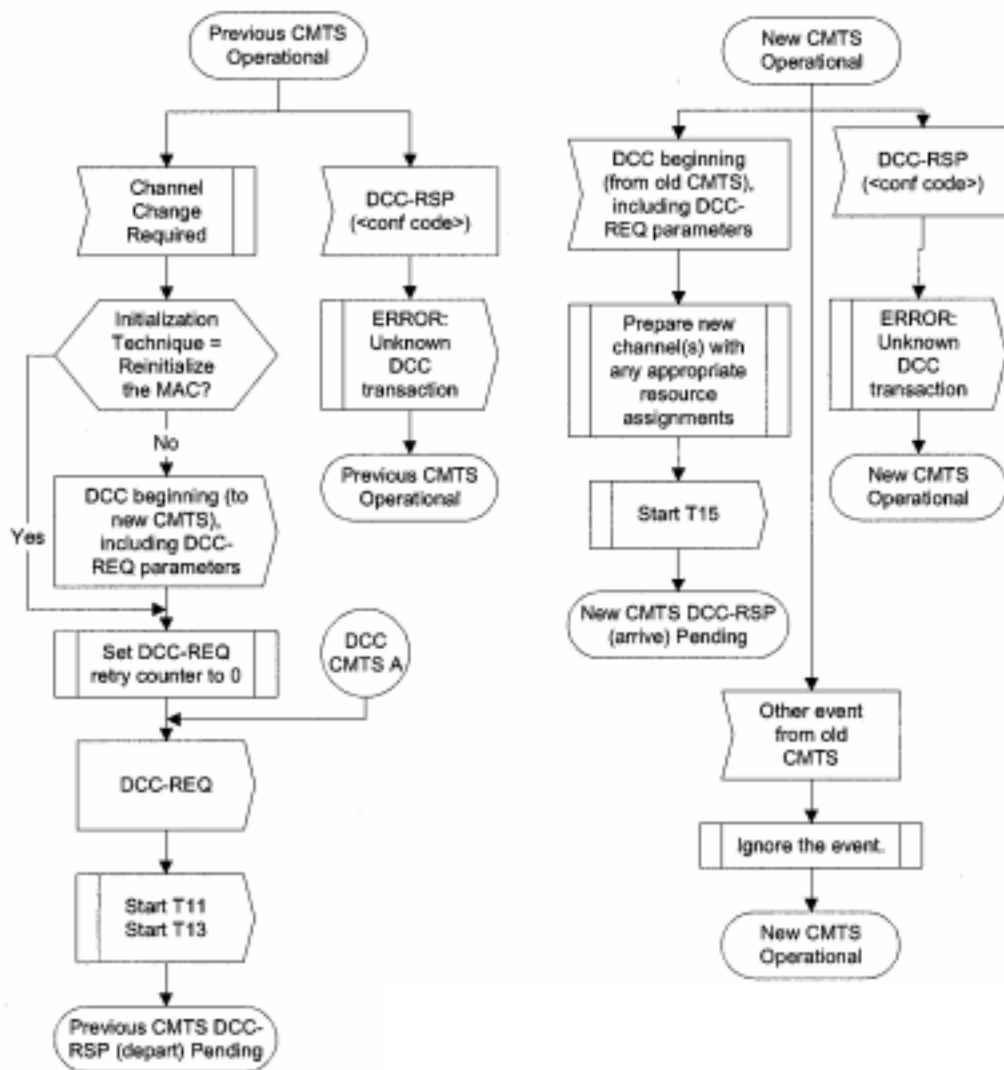 Previous CMTS
Operational
Channel
Change
Required
DCC-RSP
(<conf code>)
Initialization
Technique =
Reinitialize
the MAC?
ERROR:
Unknown
DCC
transaction
No
Previous CMTS
Operational
Yes
DCC beginning (to
new CMTS),
including DCC-
REQ parameters
Set DCC-REQ
retry counter to 0
DCC
CMTS A
DCC-REQ
Start T11
Start T13
Previous CMTS DCC-
RSP (depart) Pending
New CMTS
Operational
DCC beginning
(from old CMTS),
including DCC-
REQ parameters
DCC-RSP
(<conf code>)
Prepare new
channel(s) with
any appropriate
resource
assignments
ERROR:
Unknown
DCC
transaction
Start T15
New CMTS
Operational
New CMTS DCC-RSP
(arrive) Pending
Other event
from old
CMTS
Ignore the event.
New CMTS
Operational